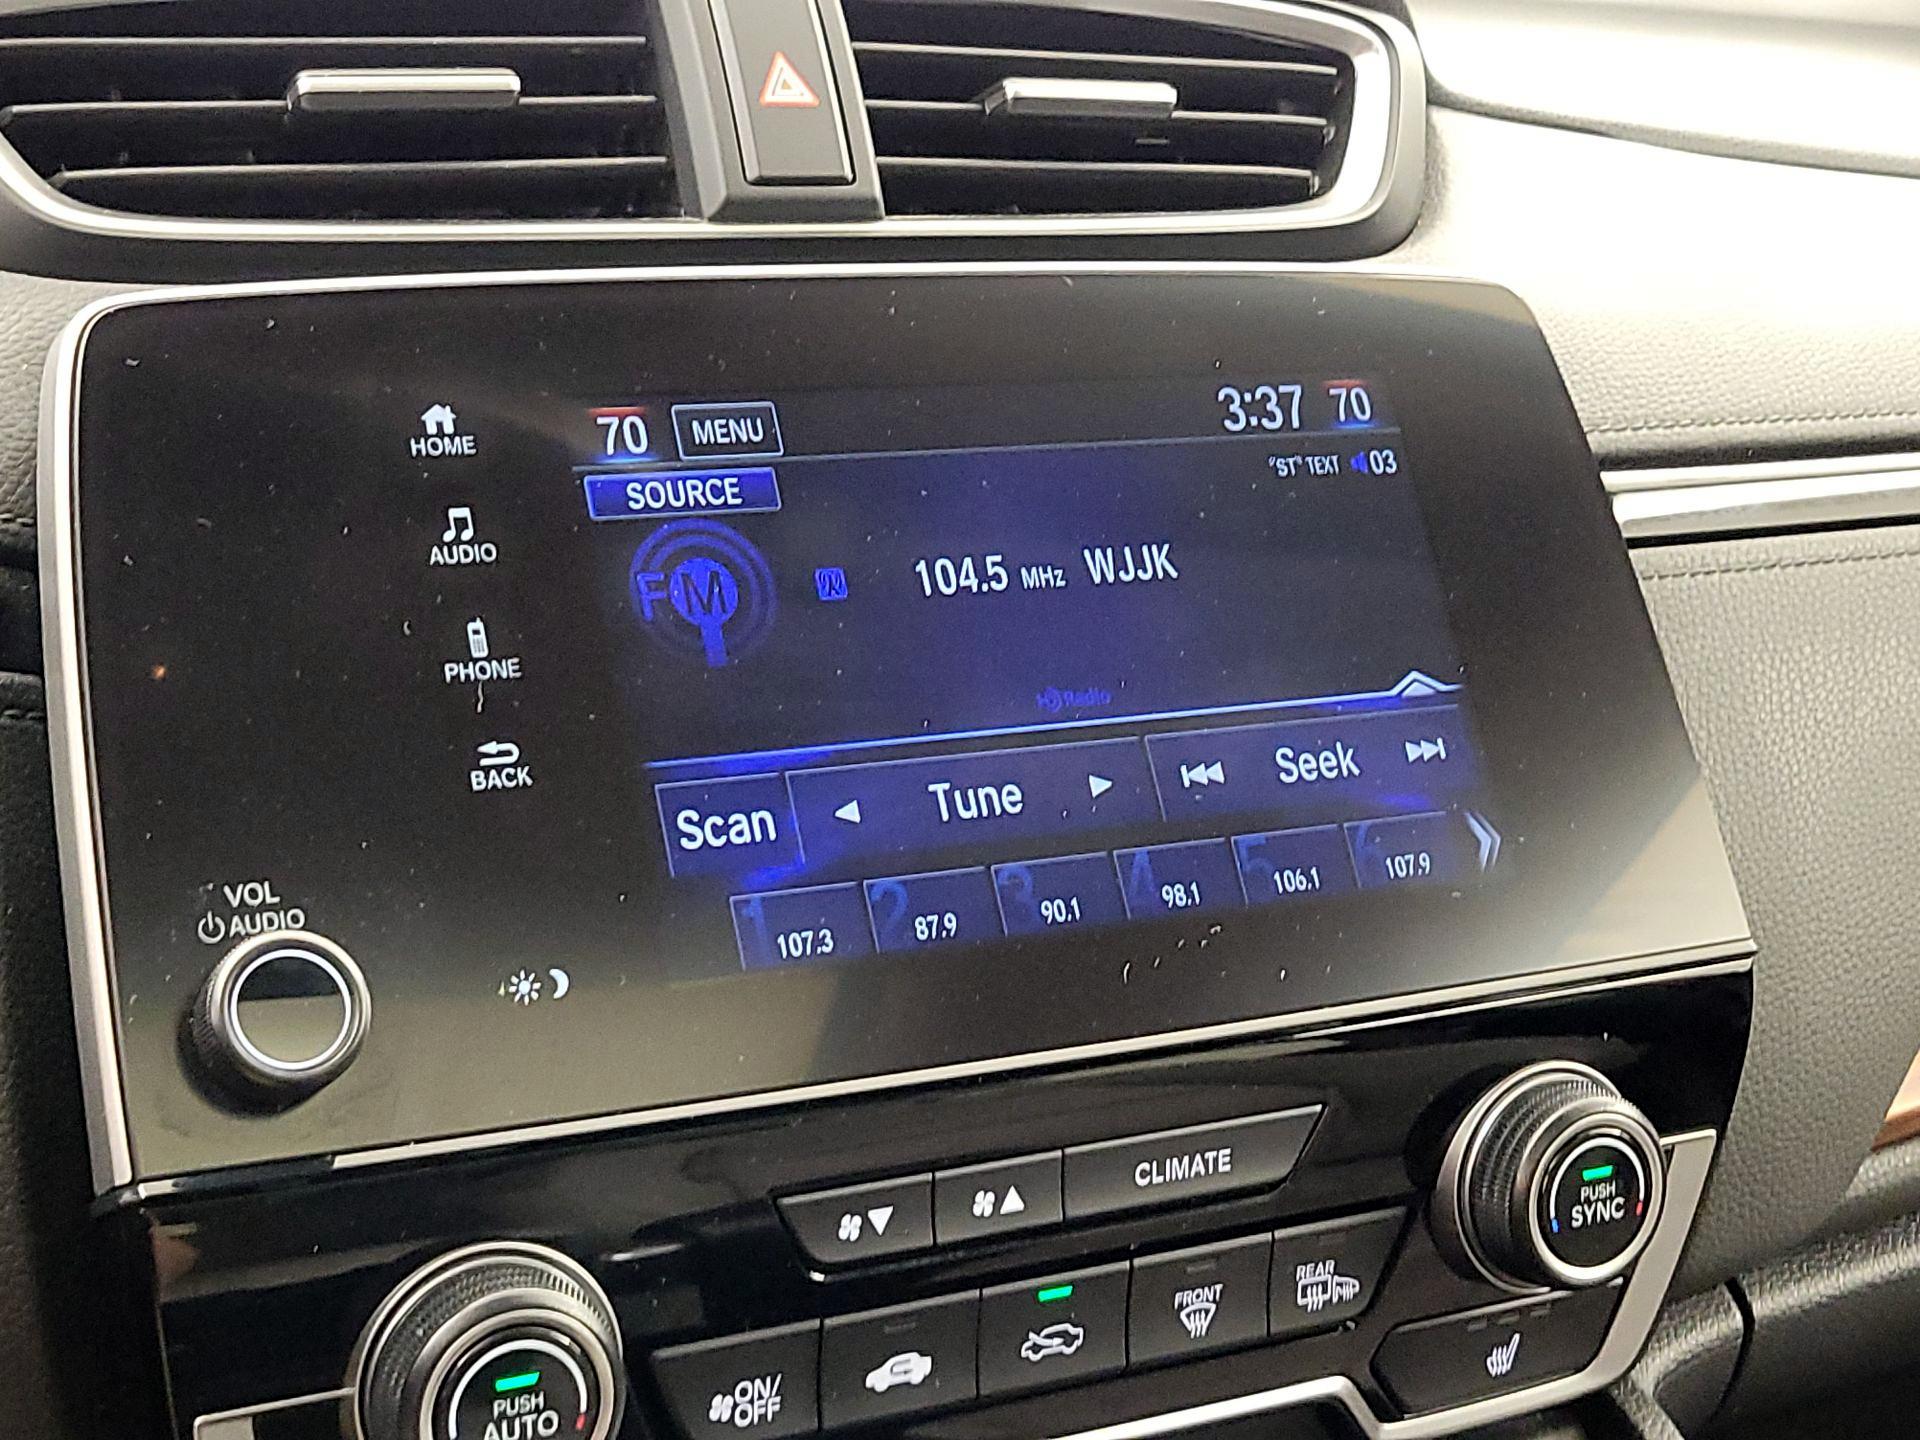 70 MENU 3:37 70
HOME
SOURCE
"ST" TEXT 03
AUDIO
FM
104.5 MHz WJJK
PHONE
HD Radio
BACK
Scan Tune Seek
1 107.3 2 87.9 3 90.1 4 98.1 5 106.1 6 107.9
VOL
AUDIO
CLIMATE
PUSH
SYNC
REAR
FRONT
ON/
OFF
PUSH
AUTO